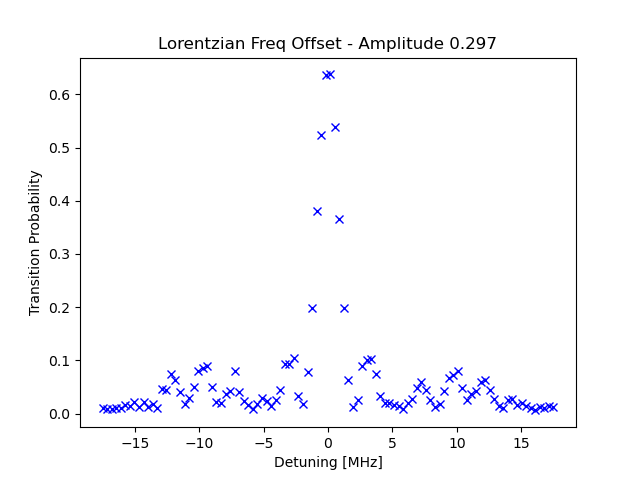 Lorentzian Freq Offset - Amplitude 0.297
Transition Probability
0.6
0.5
0.4
0.3
0.2
0.1
0.0
−15 −10 −5 0 5 10 15
Detuning [MHz]